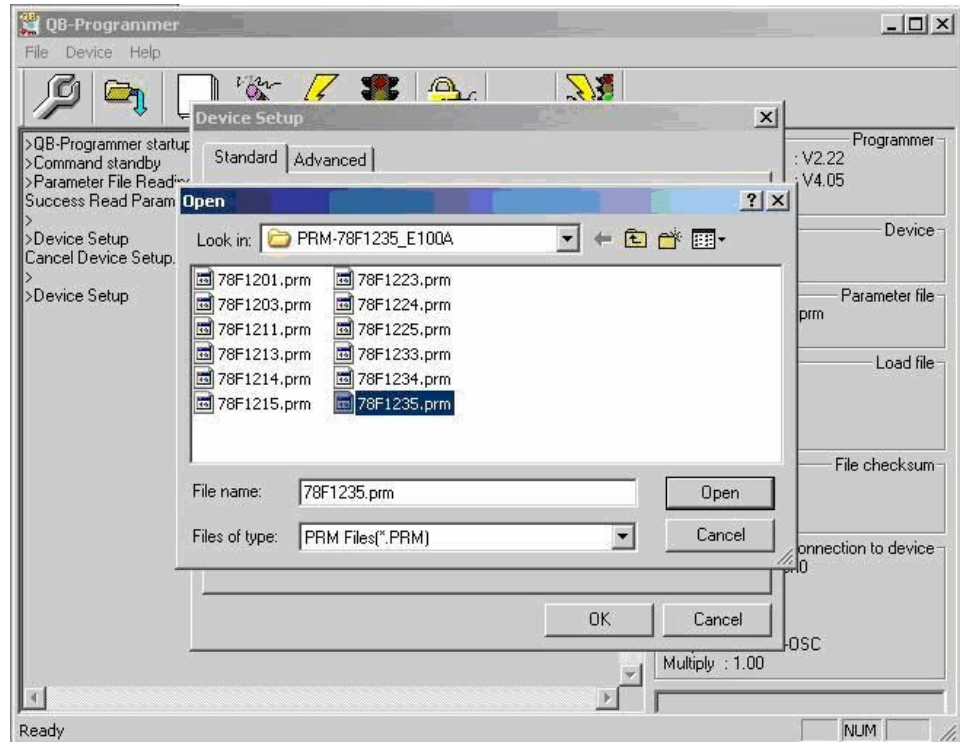 QB-Programmer
File Device Help
Device Setup
Standard Advanced
>QB-Programmer startup
>Command standby
>Parameter File Reading
Success Read Param
>
>Device Setup
Cancel Device Setup.
>
>Device Setup
Open
Look in: PRM-78F1235_E100A
78F1201.prm 78F1223.prm
78F1203.prm 78F1224.prm
78F1211.prm 78F1225.prm
78F1213.prm 78F1233.prm
78F1214.prm 78F1234.prm
78F1215.prm 78F1235.prm
File name: 78F1235.prm Open
Files of type: PRM Files(*.PRM) Cancel
OK Cancel
Programmer
: V2.22
: V4.05
Device
Parameter file
prm
Load file
File checksum
onnection to device
-OSC
Multiply : 1.00
Ready NUM